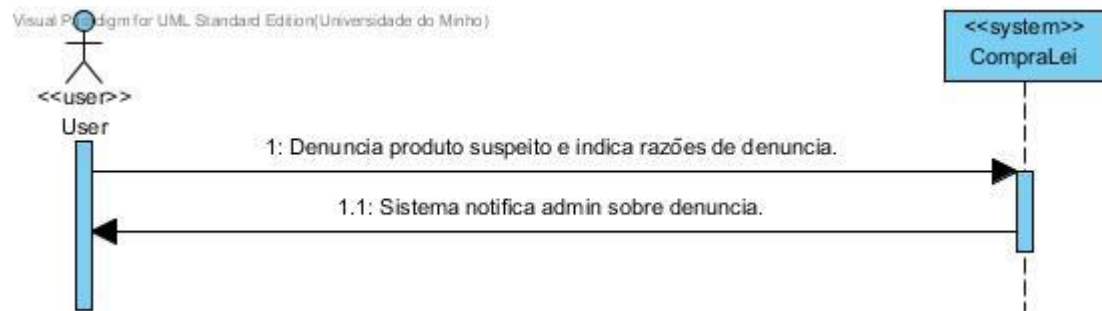 Visual Paradigm for UML Standard Edition(Universidade do Minho)
<<system>>
CompraLei
<<user>>
User
1: Denuncia produto suspeito e indica razões de denuncia.
1.1: Sistema notifica admin sobre denuncia.